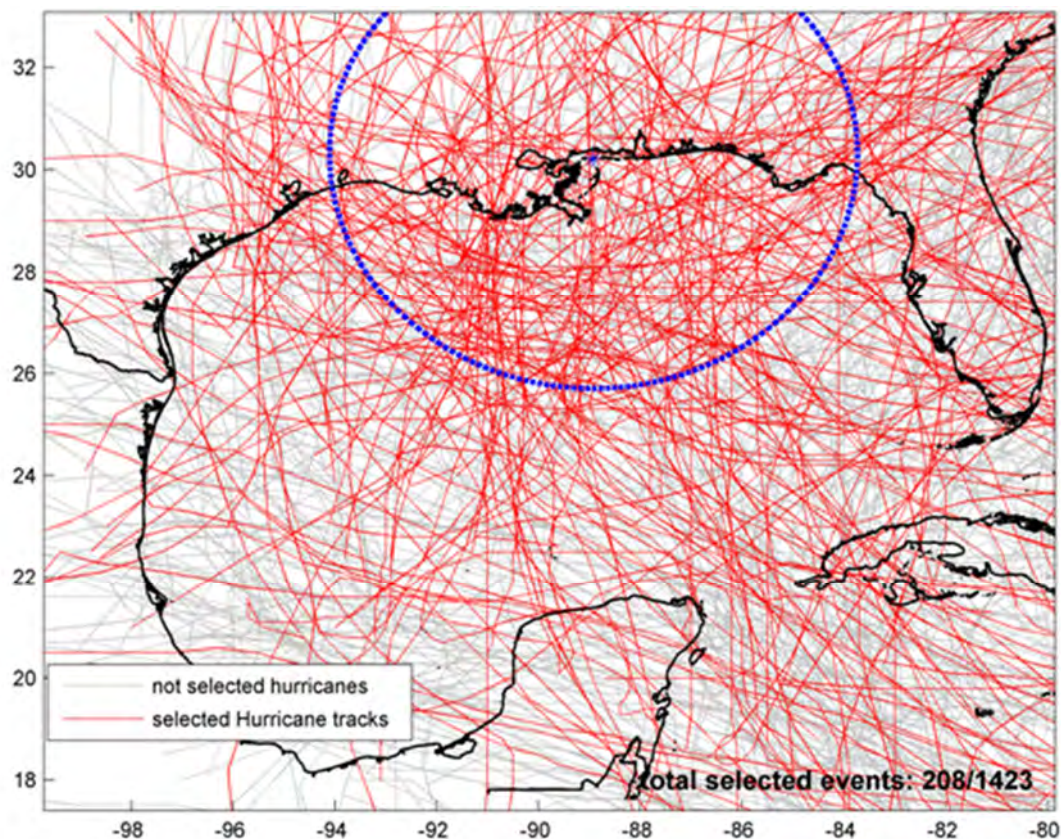 32
30
28
26
24
22
20
18
not selected hurricanes
selected Hurricane tracks
total selected events: 208/1423
-98 -96 -94 -92 -90 -88 -86 -84 -82 -80